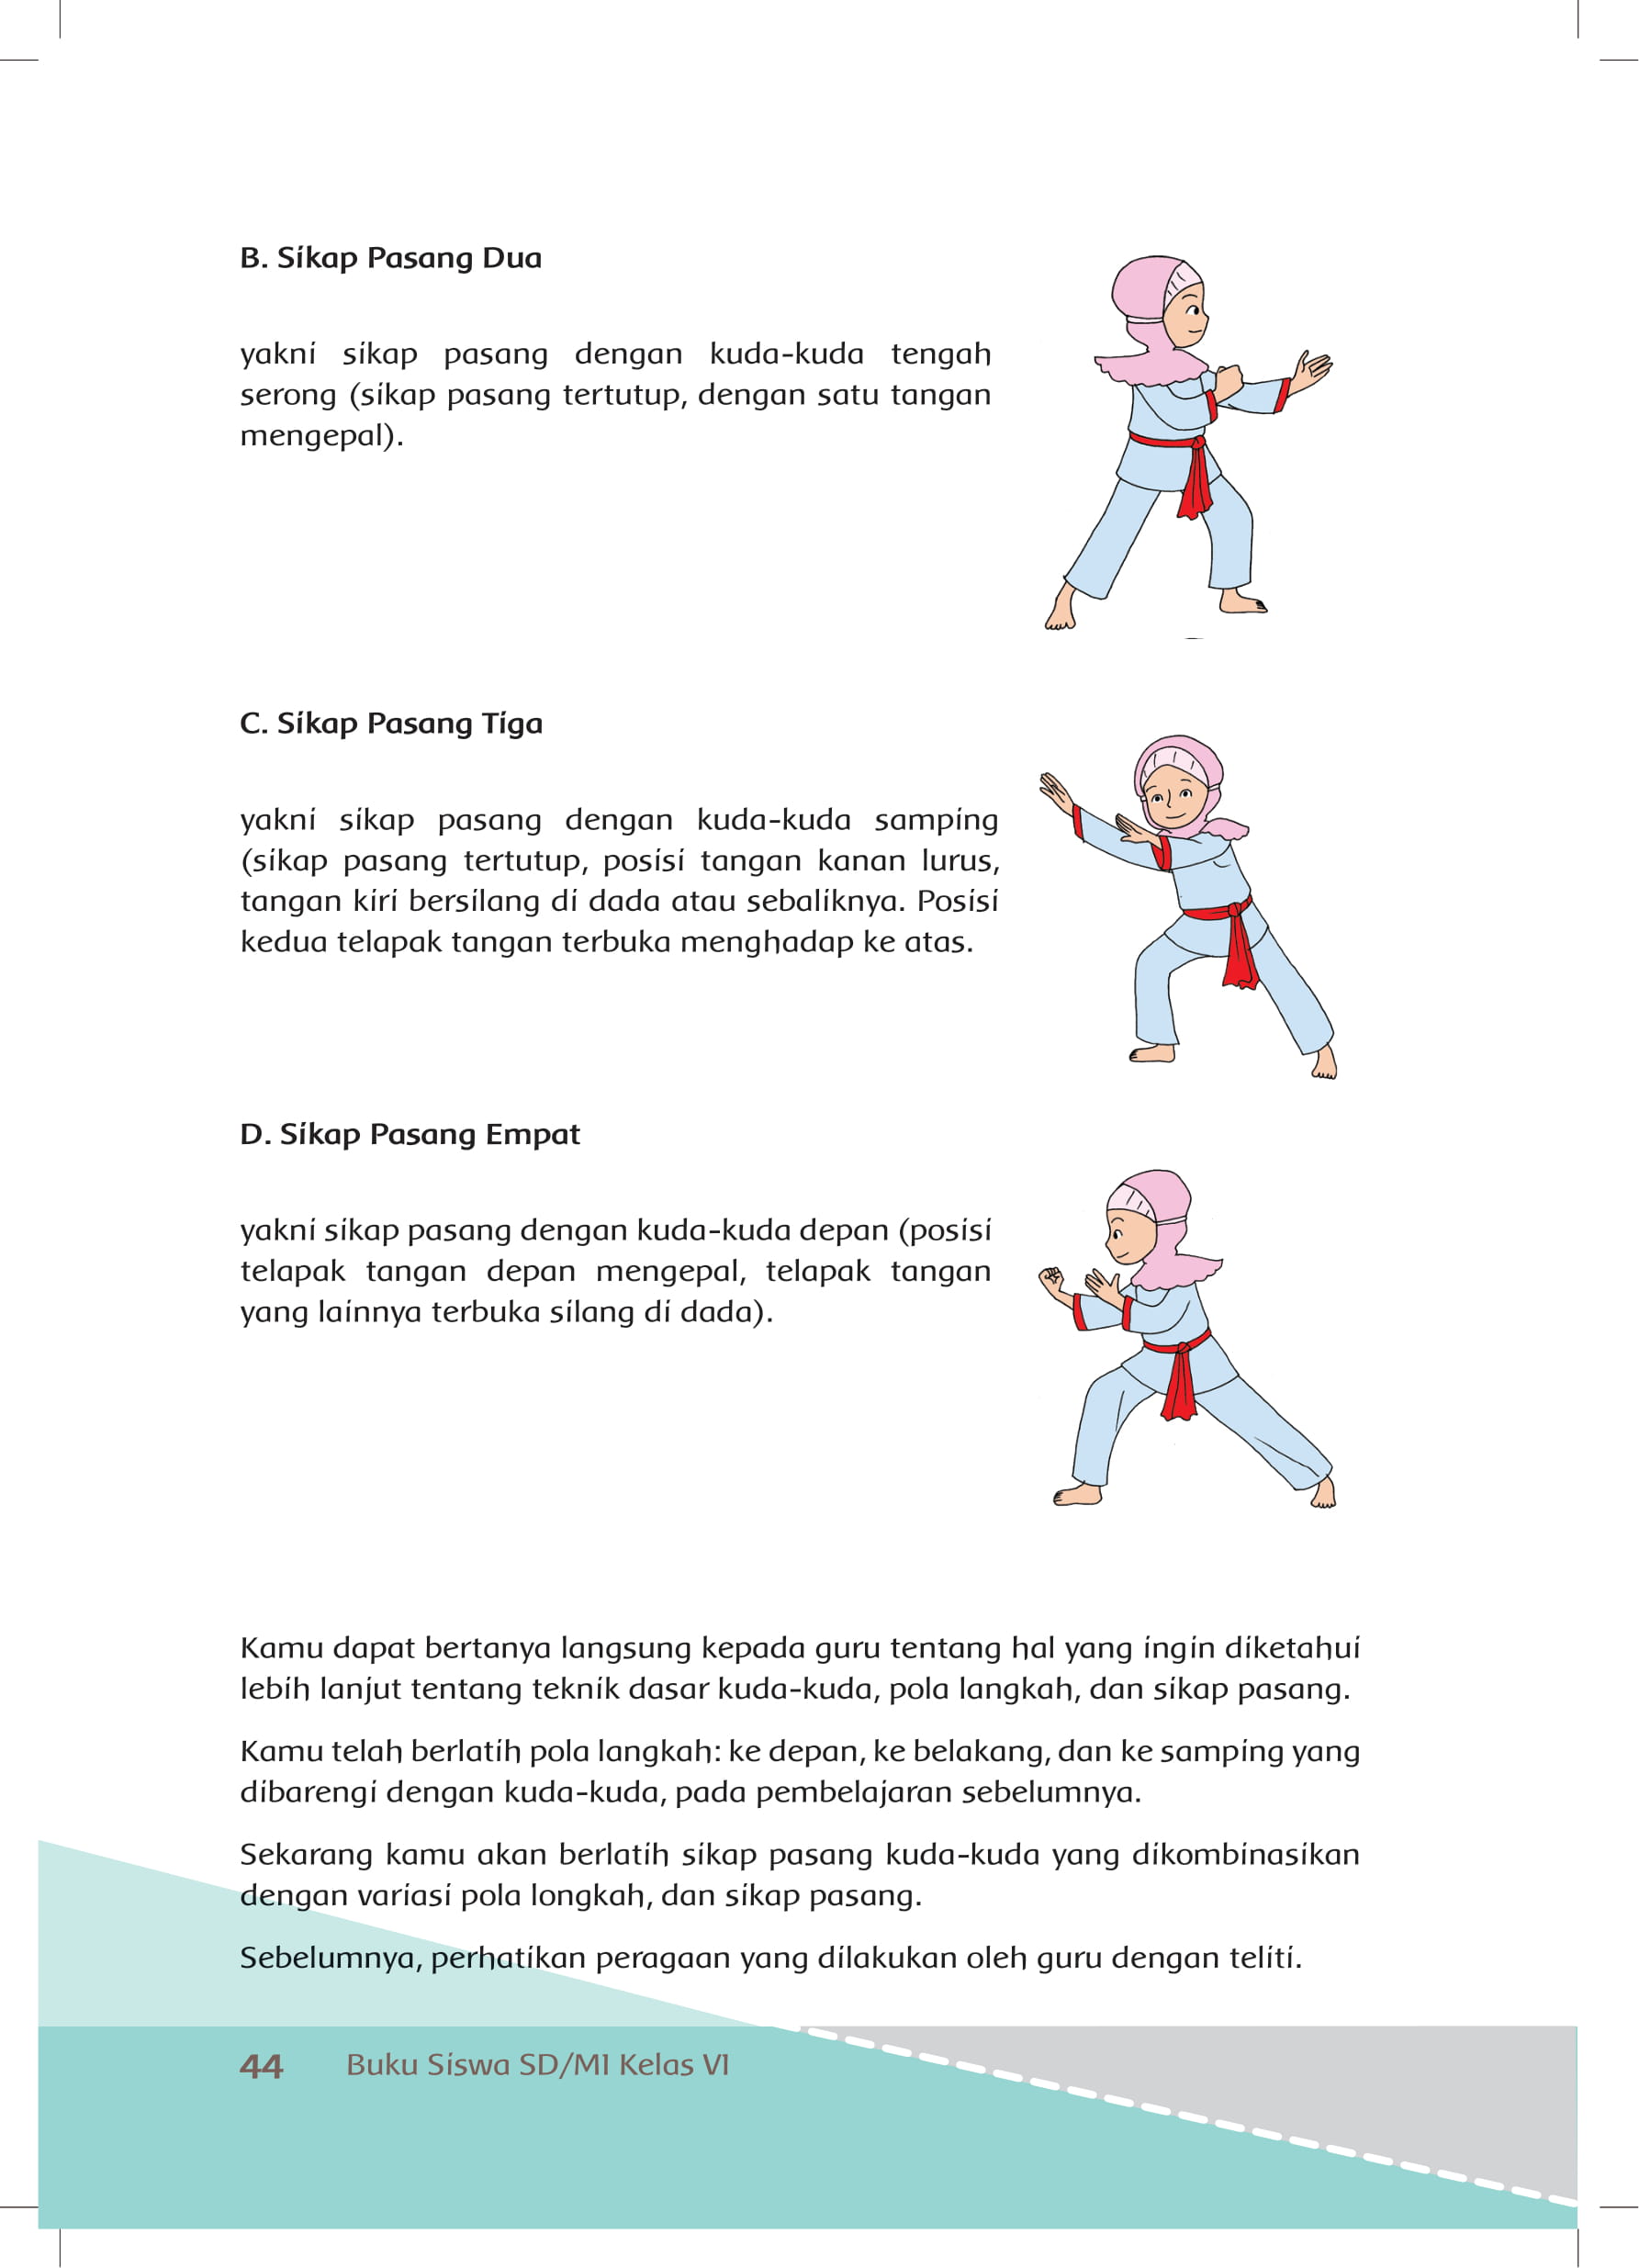 B. Sikap Pasang Dua
yakni sikap pasang dengan kuda-kuda tengah
serong (sikap pasang tertutup, dengan satu tangan
mengepal).
C. Sikap Pasang Tiga
yakni sikap pasang dengan kuda-kuda samping
(sikap pasang tertutup, posisi tangan kanan lurus,
tangan kiri bersilang di dada atau sebaliknya. Posisi
kedua telapak tangan terbuka menghadap ke atas.
D. Sikap Pasang Empat
yakni sikap pasang dengan kuda-kuda depan (posisi
telapak tangan depan mengepal, telapak tangan
yang lainnya terbuka silang di dada).
Kamu dapat bertanya langsung kepada guru tentang hal yang ingin diketahui
lebih lanjut tentang teknik dasar kuda-kuda, pola langkah, dan sikap pasang.
Kamu telah berlatih pola langkah: ke depan, ke belakang, dan ke samping yang
dibarengi dengan kuda-kuda, pada pembelajaran sebelumnya.
Sekarang kamu akan berlatih sikap pasang kuda-kuda yang dikombinasikan
dengan variasi pola longkah, dan sikap pasang.
Sebelumnya, perhatikan peragaan yang dilakukan oleh guru dengan teliti.
44 Buku Siswa SD/MI Kelas VI